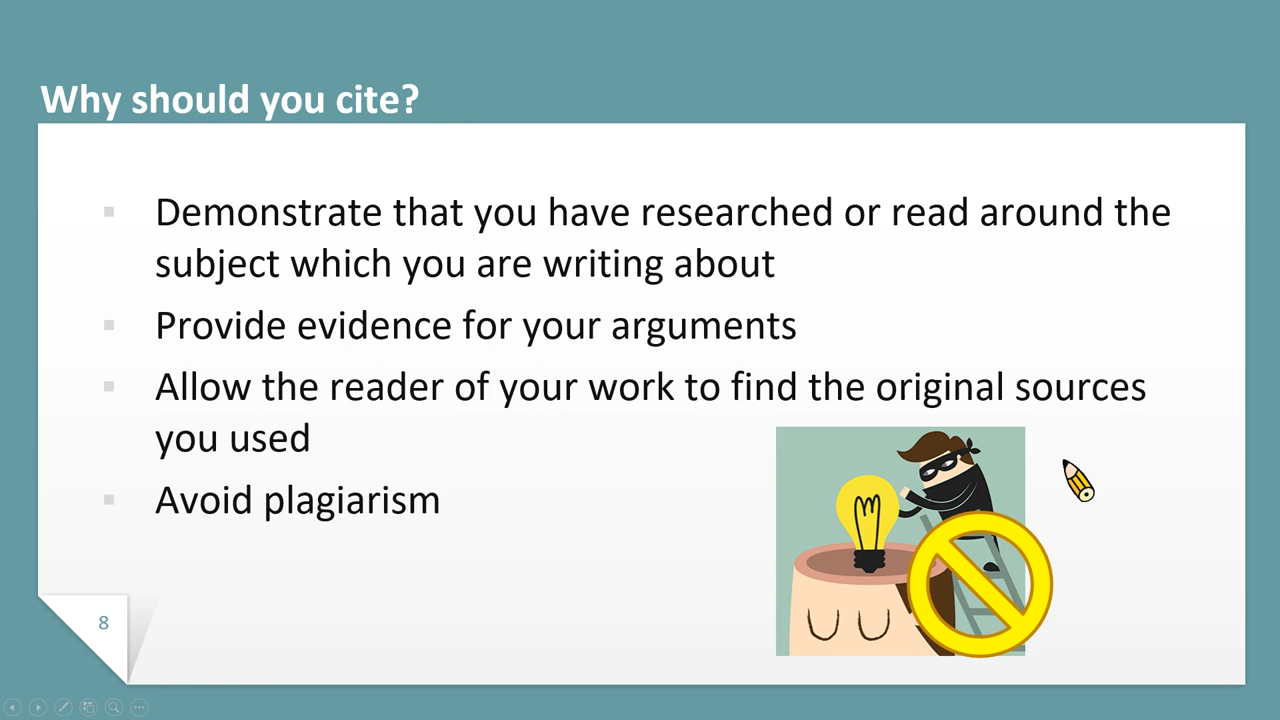 Why should you cite?
Demonstrate that you have researched or read around the
subject which you are writing about
Provide evidence for your arguments
Allow the reader of your work to find the original sources
you used
Avoid plagiarism
8